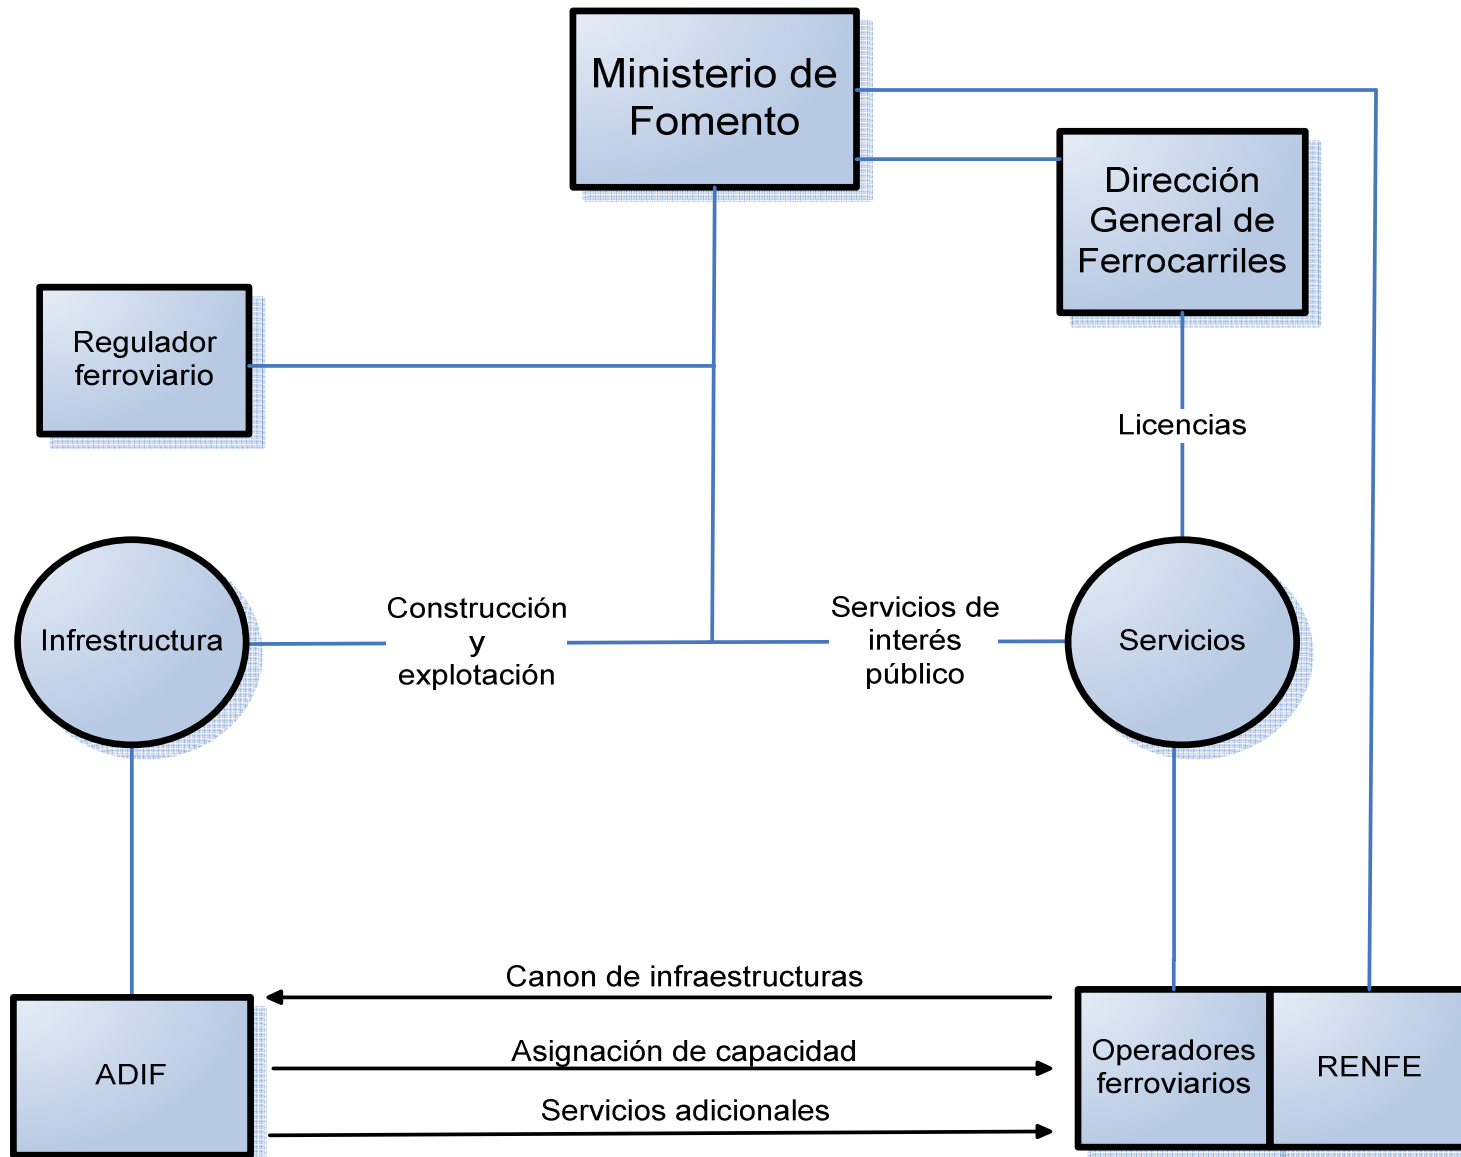 Ministerio de
Fomento
Dirección
General de
Ferrocarriles
Regulador
ferroviario
Licencias
Infrestructura
Construcción
y
explotación
Servicios de
interés
público
Servicios
Canon de infraestructuras
Asignación de capacidad
Servicios adicionales
ADIF
Operadores
ferroviarios
RENFE